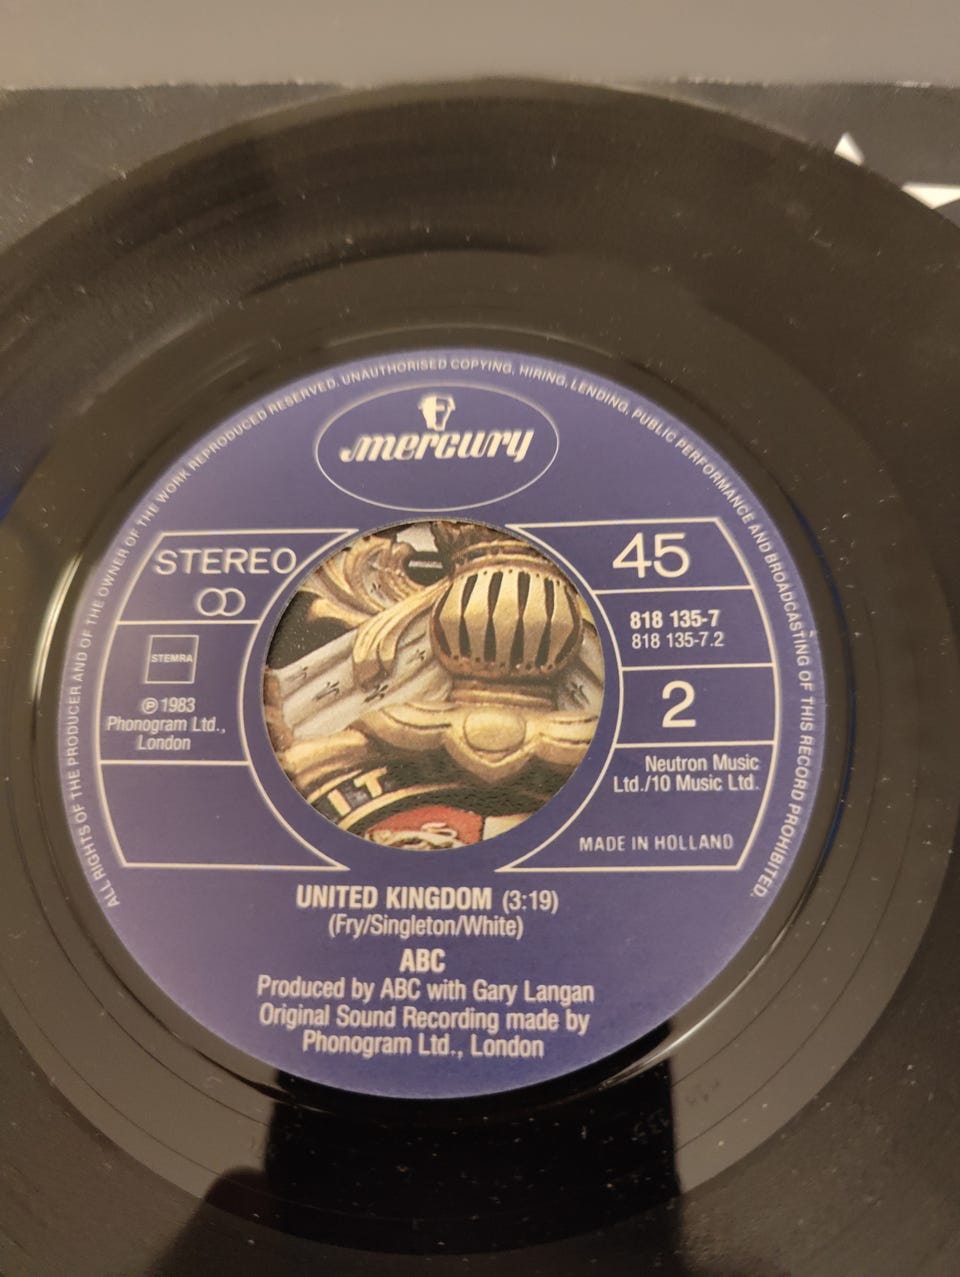 ALL RIGHTS OF THE PRODUCER AND OF THE OWNER OF THE WORK REPRODUCED RESERVED. UNAUTHORISED COPYING, HIRING, LENDING, PUBLIC PERFORMANCE AND BROADCASTING OF THIS RECORD PROHIBITED.
mercury
STEREO
STEMRA
℗ 1983
Phonogram Ltd.,
London
45
818 135-7
818 135-7.2
2
Neutron Music
Ltd./10 Music Ltd.
MADE IN HOLLAND
IT
UNITED KINGDOM (3:19)
(Fry/Singleton/White)
ABC
Produced by ABC with Gary Langan
Original Sound Recording made by
Phonogram Ltd., London